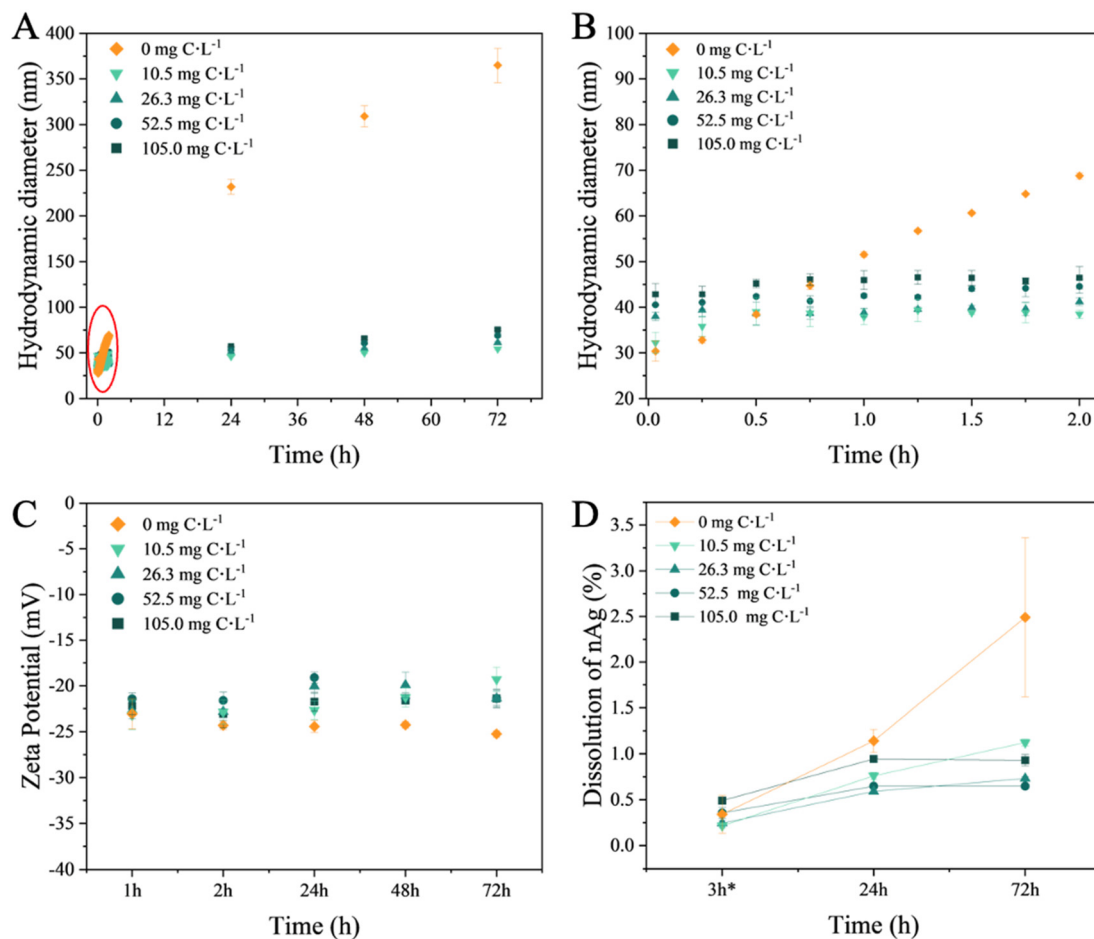 A
Hydrodynamic diameter (nm)
400
350
300
250
200
150
100
50
0
0 mg C·L⁻¹
10.5 mg C·L⁻¹
26.3 mg C·L⁻¹
52.5 mg C·L⁻¹
105.0 mg C·L⁻¹
0 12 24 36 48 60 72
Time (h)
B
Hydrodynamic diameter (nm)
100
90
80
70
60
50
40
30
20
0 mg C·L⁻¹
10.5 mg C·L⁻¹
26.3 mg C·L⁻¹
52.5 mg C·L⁻¹
105.0 mg C·L⁻¹
0.0 0.5 1.0 1.5 2.0
Time (h)
C
Zeta Potential (mV)
0
-5
-10
-15
-20
-25
-30
-35
-40
0 mg C·L⁻¹
10.5 mg C·L⁻¹
26.3 mg C·L⁻¹
52.5 mg C·L⁻¹
105.0 mg C·L⁻¹
1h 2h 24h 48h 72h
Time (h)
D
Dissolution of nAg (%)
3.5
3.0
2.5
2.0
1.5
1.0
0.5
0.0
0 mg C·L⁻¹
10.5 mg C·L⁻¹
26.3 mg C·L⁻¹
52.5 mg C·L⁻¹
105.0 mg C·L⁻¹
3h* 24h 72h
Time (h)